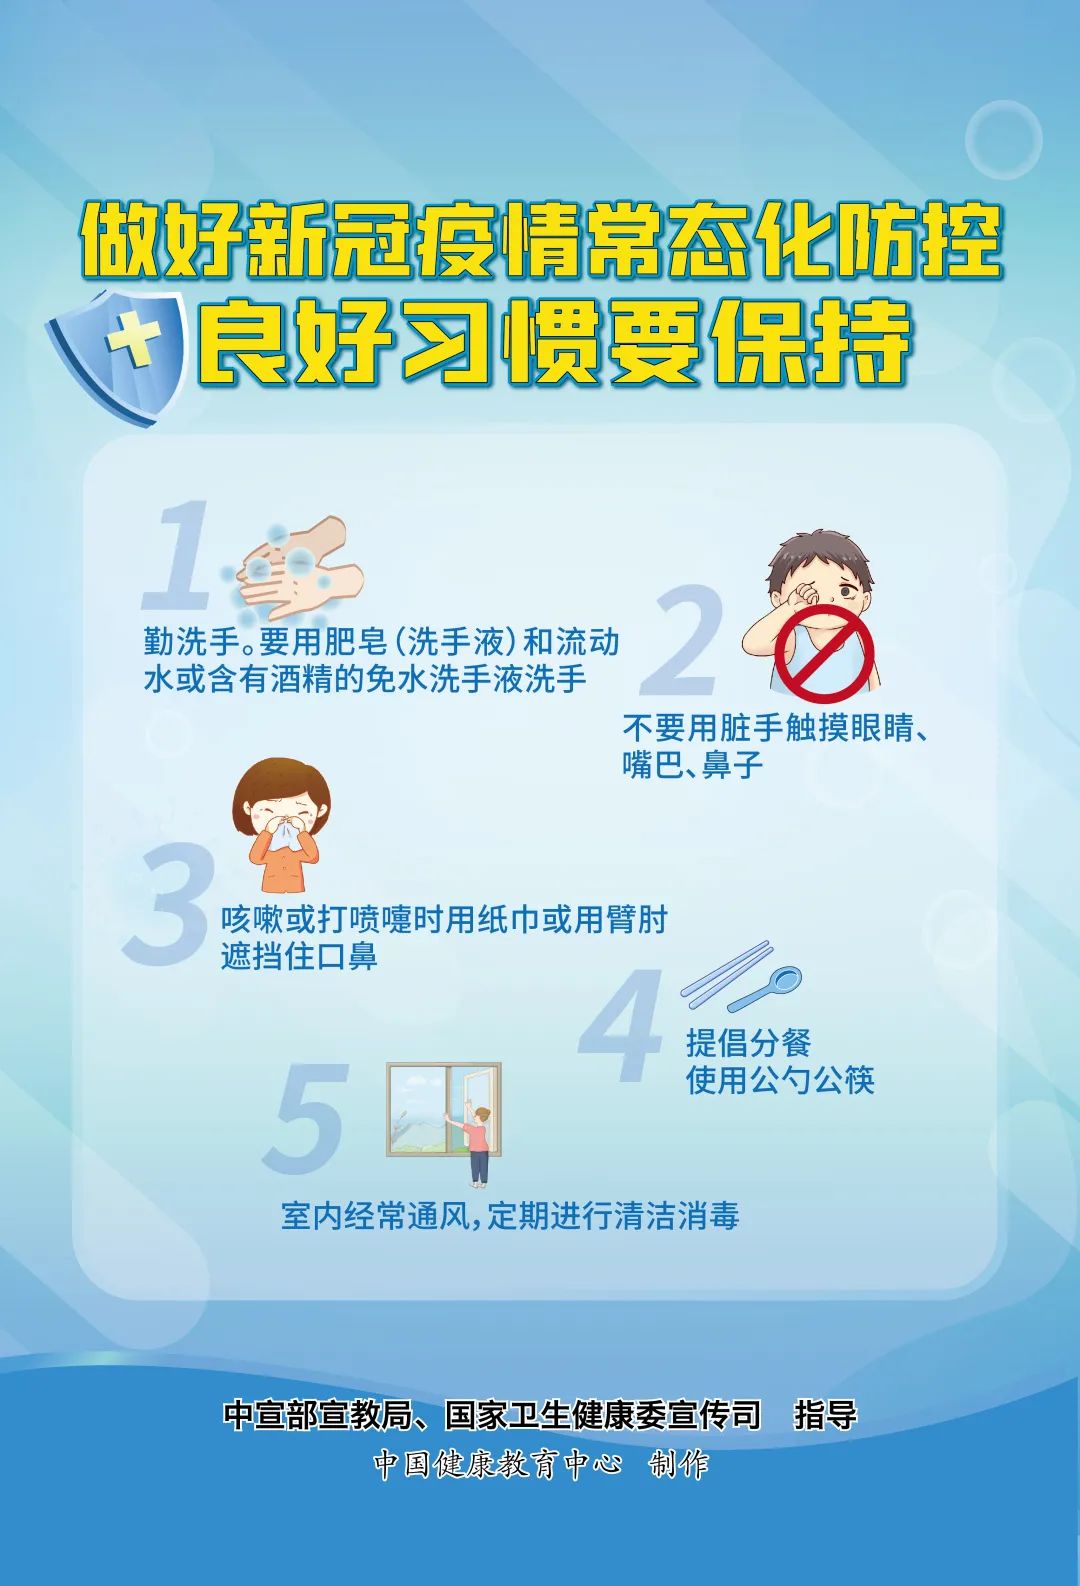 做好新冠疫情常态化防控
良好习惯要保持
1
勤洗手。要用肥皂(洗手液)和流动
水或含有酒精的免水洗手液洗手
2
不要用脏手触摸眼睛、
嘴巴、鼻子
3
咳嗽或打喷嚏时用纸巾或用臂肘
遮挡住口鼻
4
提倡分餐
使用公勺公筷
5
室内经常通风,定期进行清洁消毒
中宣部宣教局、国家卫生健康委宣传司 指导
中国健康教育中心 制作